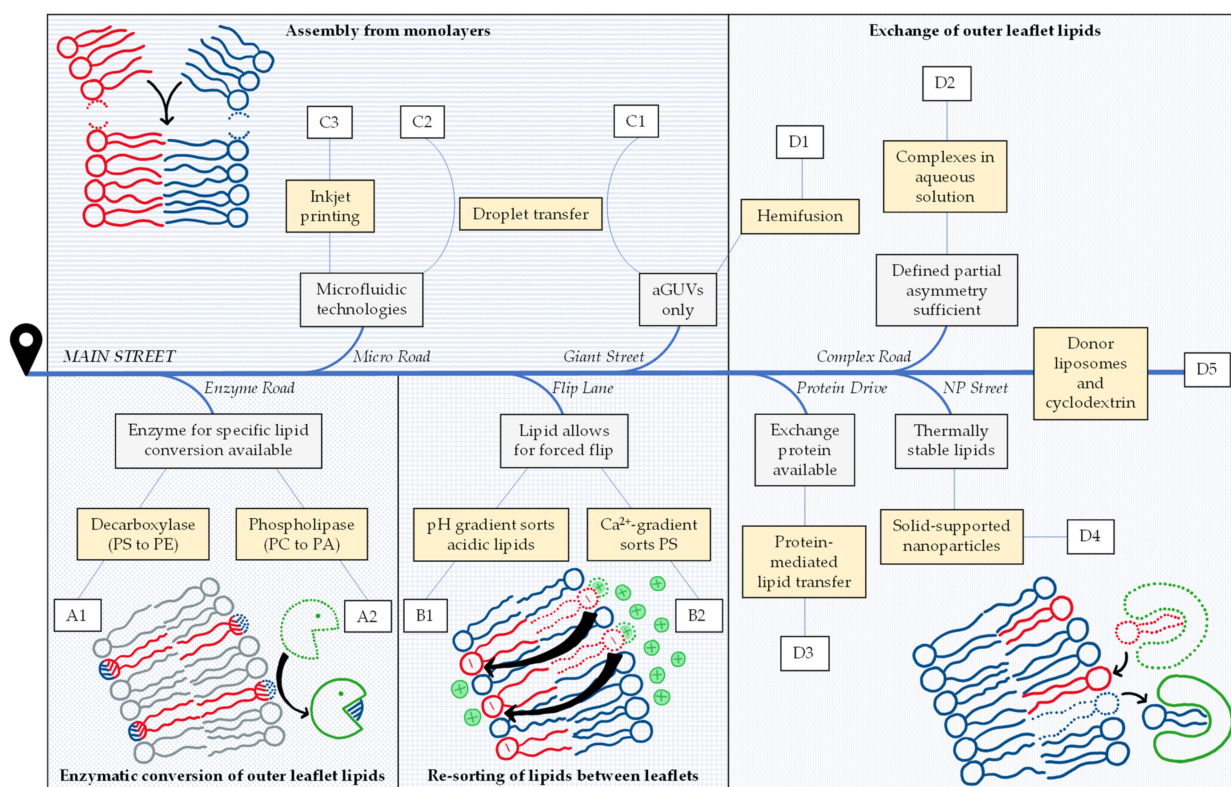 Assembly from monolayers
Exchange of outer leaflet lipids
C3
C2
C1
D1
D2
Inkjet
printing
Droplet transfer
Hemifusion
Complexes in
aqueous
solution
Microfluidic
technologies
aGUVs
only
Defined partial
asymmetry
sufficient
MAIN STREET
Micro Road
Giant Street
Complex Road
Donor
liposomes
and
cyclodextrin
D5
Enzyme Road
Flip Lane
Protein Drive
NP Street
Enzyme for specific lipid
conversion available
Lipid allows
for forced flip
Exchange
protein
available
Thermally
stable lipids
Decarboxylase
(PS to PE)
Phospholipase
(PC to PA)
pH gradient sorts
acidic lipids
Ca²⁺-gradient
sorts PS
Protein-
mediated
lipid transfer
Solid-supported
nanoparticles
D4
A1
A2
B1
B2
D3
Enzymatic conversion of outer leaflet lipids
Re-sorting of lipids between leaflets